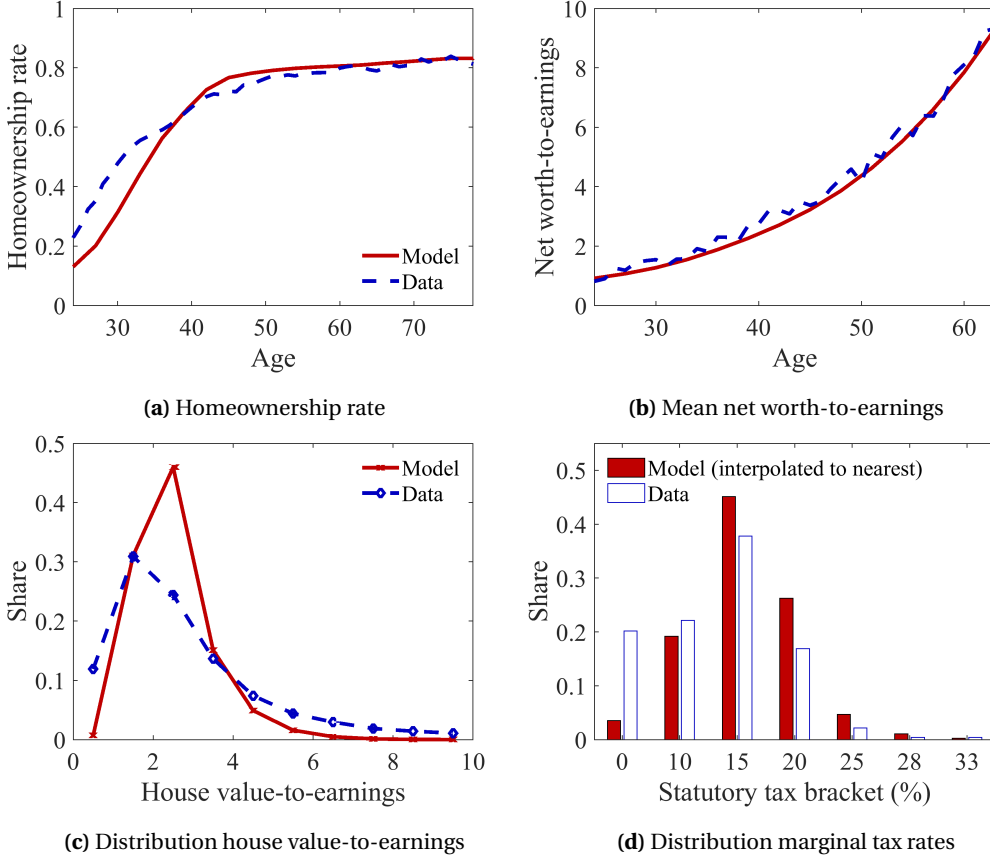 1
0.8
0.6
0.4
0.2
0
Homeownership rate
Model
Data
30 40 50 60 70
Age
(a) Homeownership rate
10
8
6
4
2
0
Net worth-to-earnings
30 40 50 60
Age
(b) Mean net worth-to-earnings
0.5
0.4
0.3
0.2
0.1
0
Share
Model
Data
0 2 4 6 8 10
House value-to-earnings
(c) Distribution house value-to-earnings
0.5
0.4
0.3
0.2
0.1
0
Share
Model (interpolated to nearest)
Data
0 10 15 20 25 28 33
Statutory tax bracket (%)
(d) Distribution marginal tax rates